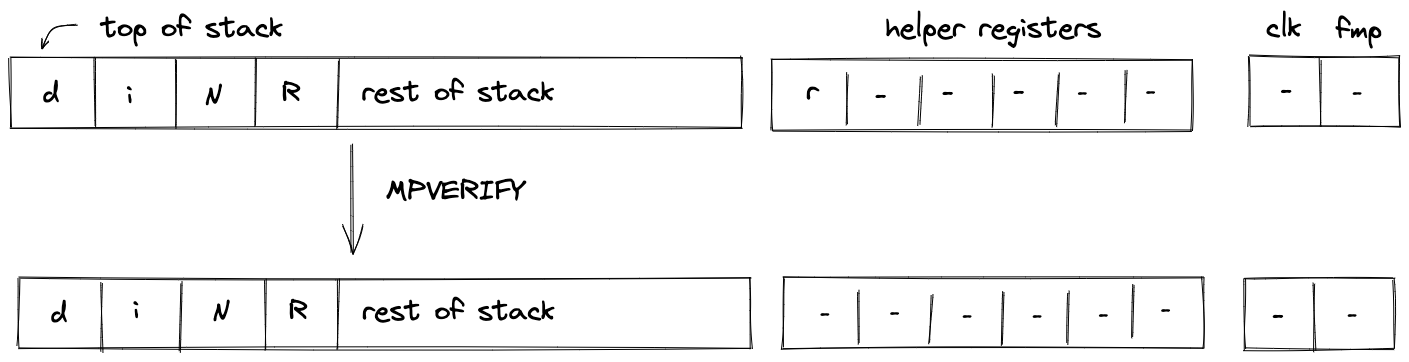 top of stack helper registers clk fmp
d i N R rest of stack r - - - - - - -
MPVERIFY
d i N R rest of stack - - - - - - - -